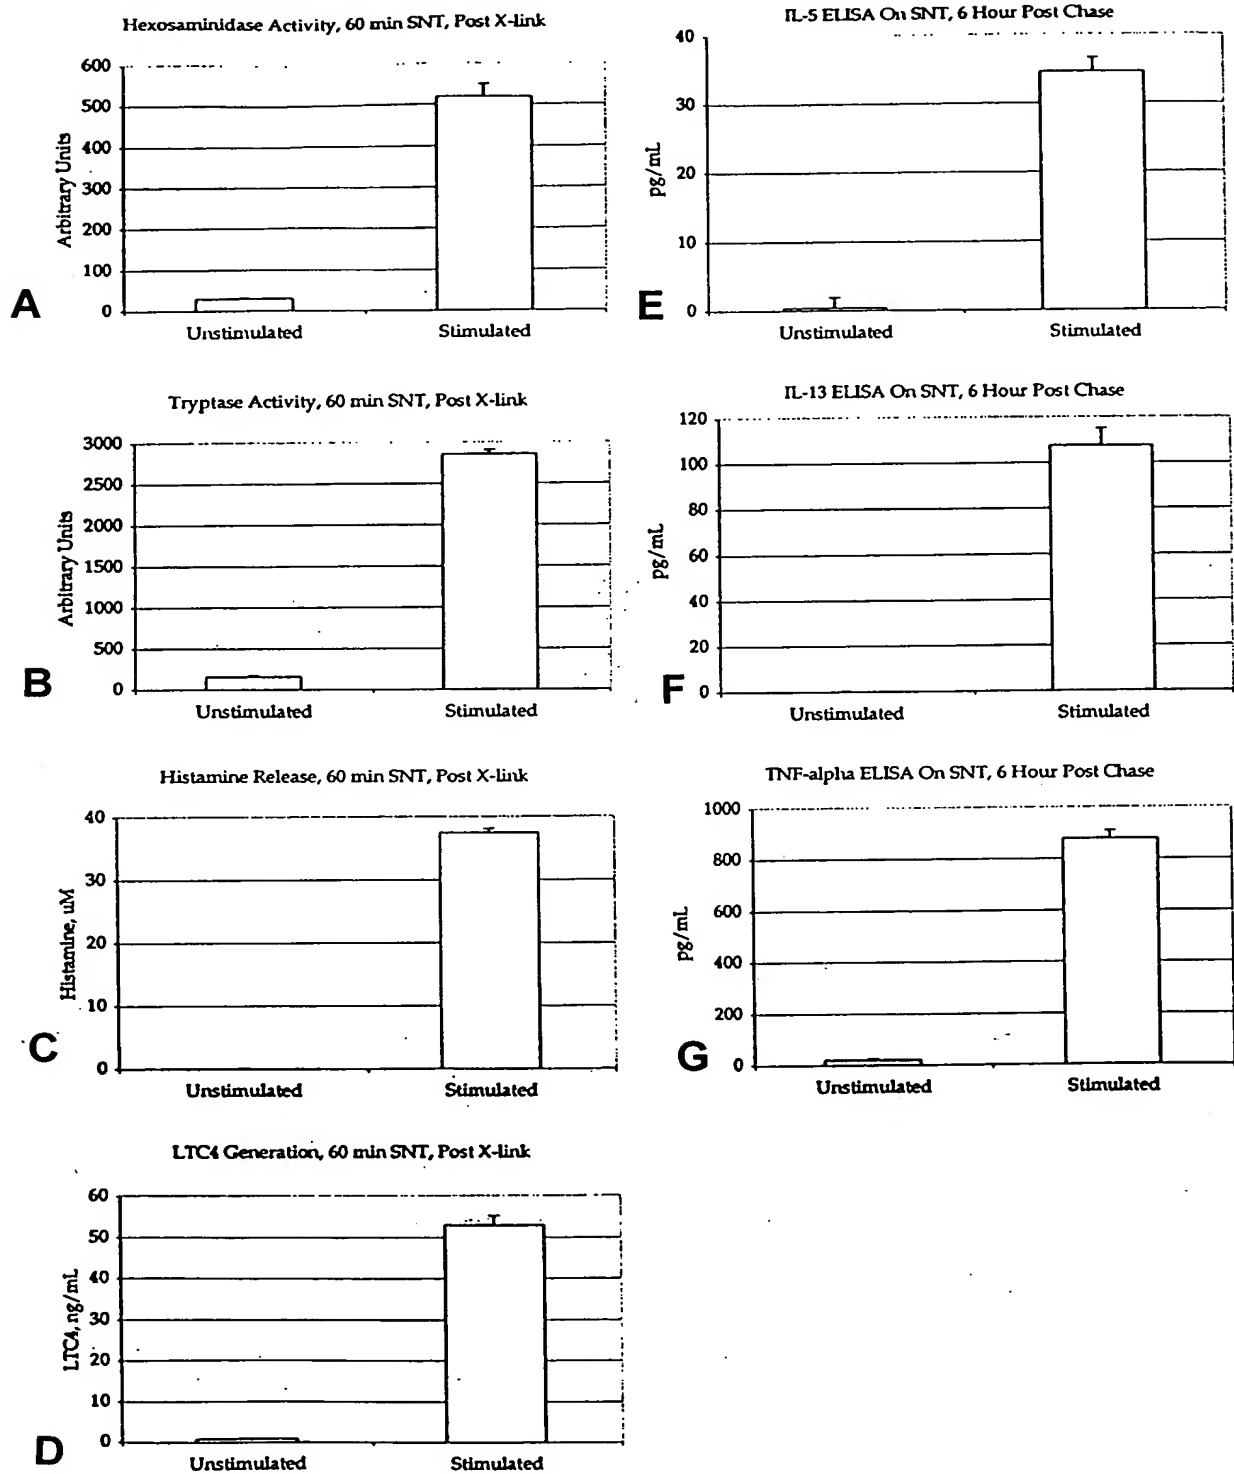 Hexosaminidase Activity, 60 min SNT, Post X-link
600
500
400
300
200
100
0
Arbitrary Units
Unstimulated
Stimulated
A
Tryptase Activity, 60 min SNT, Post X-link
3000
2500
2000
1500
1000
500
0
Arbitrary Units
Unstimulated
Stimulated
B
Histamine Release, 60 min SNT, Post X-link
40
30
20
10
0
Histamine, uM
Unstimulated
Stimulated
C
LTC4 Generation, 60 min SNT, Post X-link
60
50
40
30
20
10
0
LTC4, ng/mL
Unstimulated
Stimulated
D
IL-5 ELISA On SNT, 6 Hour Post Chase
40
30
20
10
0
pg/mL
Unstimulated
Stimulated
E
IL-13 ELISA On SNT, 6 Hour Post Chase
120
100
80
60
40
20
0
pg/mL
Unstimulated
Stimulated
F
TNF-alpha ELISA On SNT, 6 Hour Post Chase
1000
800
600
400
200
0
pg/mL
Unstimulated
Stimulated
G